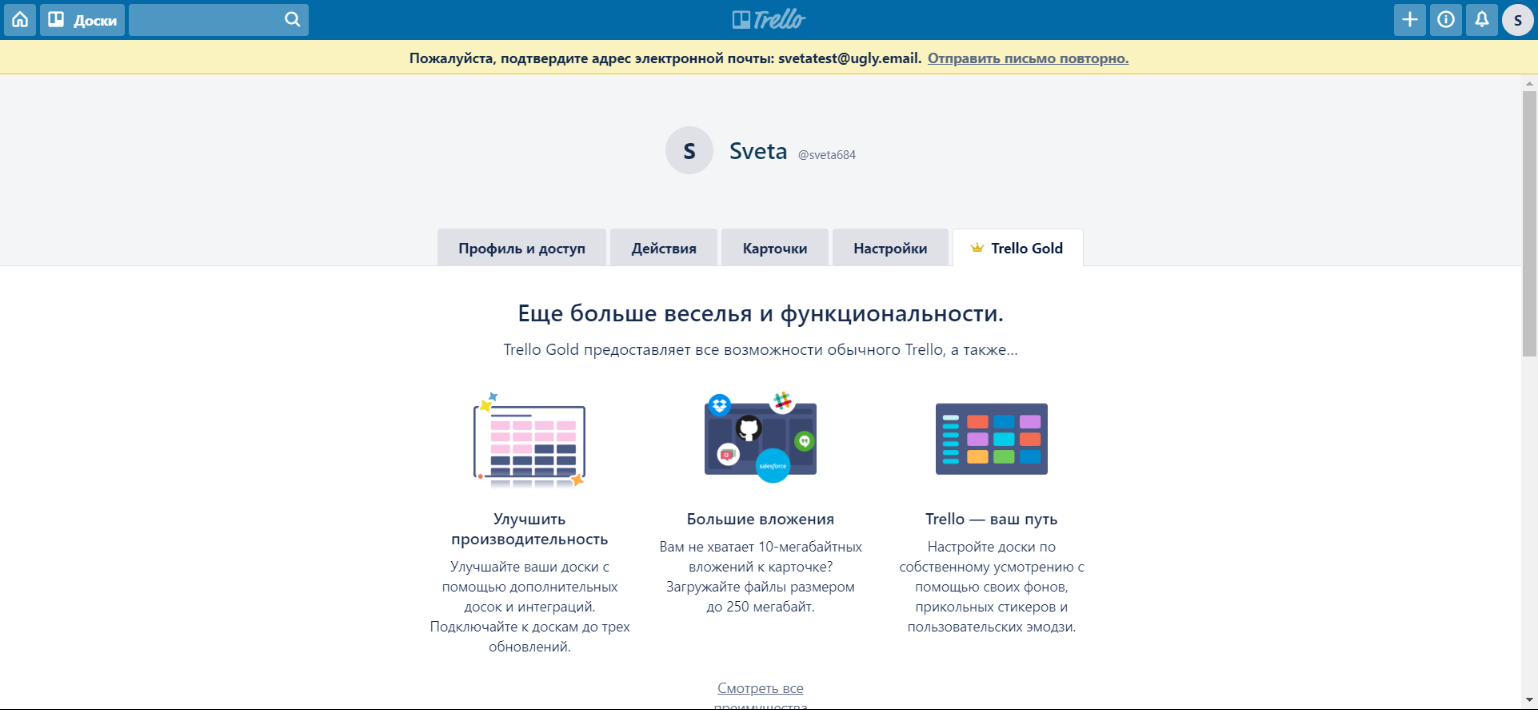 Доски
Trello
S
Пожалуйста, подтвердите адрес электронной почты: svetatest@ugly.email. Отправить письмо повторно.
S
Sveta @sveta684
Профиль и доступ
Действия
Карточки
Настройки
Trello Gold
Еще больше веселья и функциональности.
Trello Gold предоставляет все возможности обычного Trello, а также...
salesforce
Улучшить
производительность
Улучшайте ваши доски с
помощью дополнительных
досок и интеграций.
Подключайте к доскам до трех
обновлений.
Большие вложения
Вам не хватает 10-мегабайтных
вложений к карточке?
Загружайте файлы размером
до 250 мегабайт.
Trello — ваш путь
Настройте доски по
собственному усмотрению с
помощью своих фонов,
прикольных стикеров и
пользовательских эмодзи.
Смотреть все
преимущества